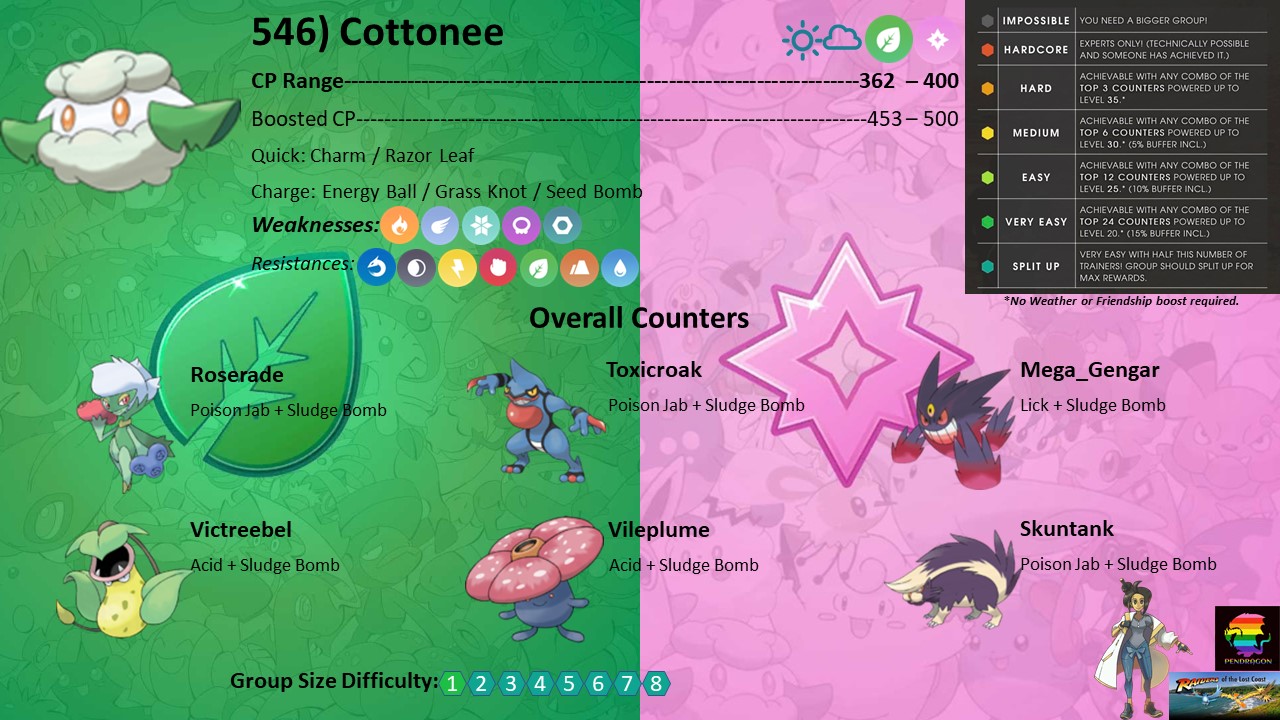 546) Cottonee
CP Range---362 – 400
Boosted CP---453 – 500
Quick: Charm / Razor Leaf
Charge: Energy Ball / Grass Knot / Seed Bomb
Weaknesses:
Resistances:
IMPOSSIBLE YOU NEED A BIGGER GROUP!
HARDCORE EXPERTS ONLY! (TECHNICALLY POSSIBLE
AND SOMEONE HAS ACHIEVED IT.)
HARD ACHIEVABLE WITH ANY COMBO OF THE
TOP 3 COUNTERS POWERED UP TO
LEVEL 35.*
MEDIUM ACHIEVABLE WITH ANY COMBO OF THE
TOP 6 COUNTERS POWERED UP TO
LEVEL 30.* (5% BUFFER INCL.)
EASY ACHIEVABLE WITH ANY COMBO OF THE
TOP 12 COUNTERS POWERED UP TO
LEVEL 25.* (10% BUFFER INCL.)
VERY EASY ACHIEVABLE WITH ANY COMBO OF THE
TOP 24 COUNTERS POWERED UP TO
LEVEL 20.* (15% BUFFER INCL.)
SPLIT UP VERY EASY WITH HALF THIS NUMBER OF
TRAINERS! GROUP SHOULD SPLIT UP FOR
MAX REWARDS.
*No Weather or Friendship boost required.
Overall Counters
Roserade
Poison Jab + Sludge Bomb
Toxicroak
Poison Jab + Sludge Bomb
Mega_Gengar
Lick + Sludge Bomb
Victreebel
Acid + Sludge Bomb
Vileplume
Acid + Sludge Bomb
Skuntank
Poison Jab + Sludge Bomb
Group Size Difficulty: 1 2 3 4 5 6 7 8
PENDRAGON
RAIDERS of the Lost Coast